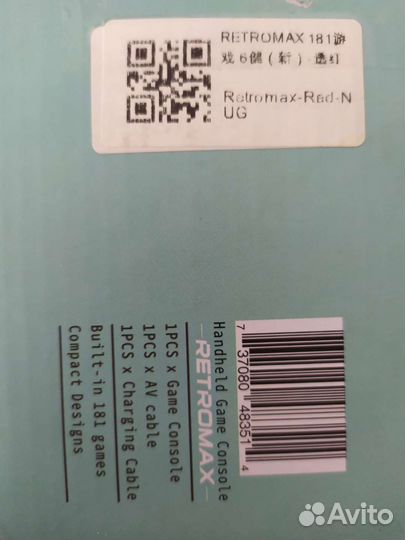 RETROMAX 181游
戏 6键（新）-透红
Retromax-Red-N
UG
Handheld Game Console
RETROMAX
1PCS x Game Console
1PCS x AV cable
1PCS x Charging Cable
Built-in 181 games
Compact Designs
7 37080 48351 4
Avito